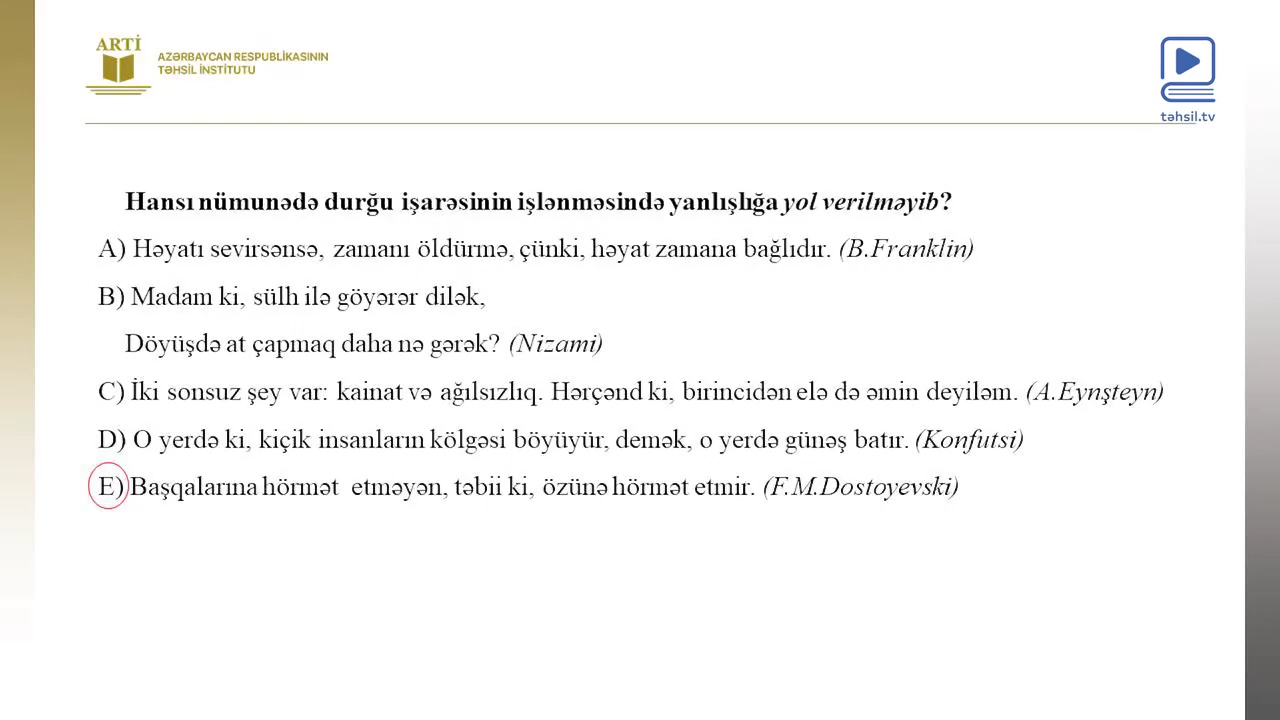 ARTİ
AZƏRBAYCAN RESPUBLİKASININ
TƏHSİL İNSTİTUTU
təhsil.tv
Hansı nümunədə durğu işarəsinin işlənməsində yanlışlığa yol verilməyib?
A) Həyatı sevirsənsə, zamanı öldürmə, çünki, həyat zamana bağlıdır. (B.Franklin)
B) Madam ki, sülh ilə göyərər dilək,
Döyüşdə at çapmaq daha nə gərək? (Nizami)
C) İki sonsuz şey var: kainat və ağılsızlıq. Hərçənd ki, birincidən elə də əmin deyiləm. (A.Eynşteyn)
D) O yerdə ki, kiçik insanların kölgəsi böyüyür, demək, o yerdə günəş batır. (Konfutsi)
E) Başqalarına hörmət etməyən, təbii ki, özünə hörmət etmir. (F.M.Dostoyevski)